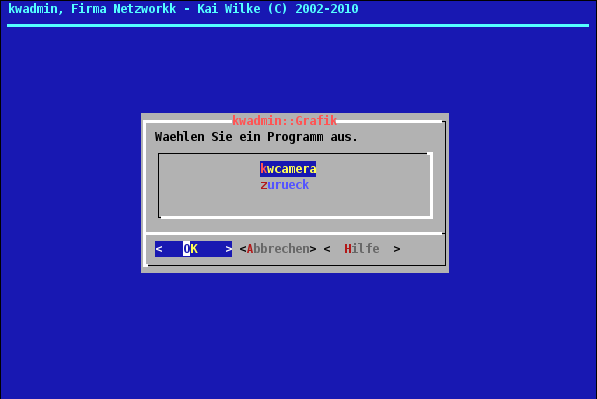 kwadmin, Firma Netzworkk - Kai Wilke (C) 2002-2010
kwadmin::Grafik
Waehlen Sie ein Programm aus.
kwcamera
zurueck
<   OK    > <Abbrechen> <  Hilfe  >